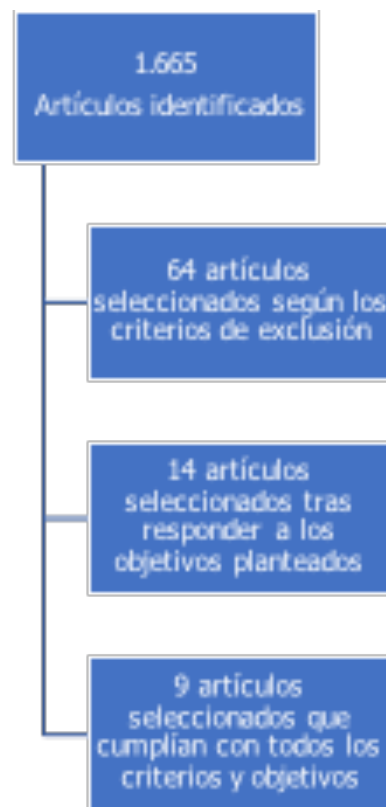 1.665
Artículos identificados
64 artículos
seleccionados según los
criterios de exclusión
14 artículos
seleccionados tras
responder a los
objetivos planteados
9 artículos
seleccionados que
cumplían con todos los
criterios y objetivos